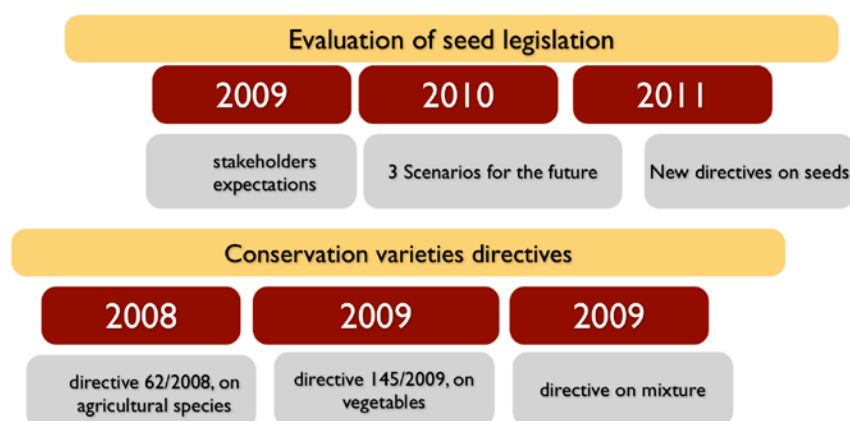 Evaluation of seed legislation
2009
2010
2011
stakeholders
expectations
3 Scenarios for the future
New directives on seeds
Conservation varieties directives
2008
2009
2009
directive 62/2008, on
agricultural species
directive 145/2009, on
vegetables
directive on mixture